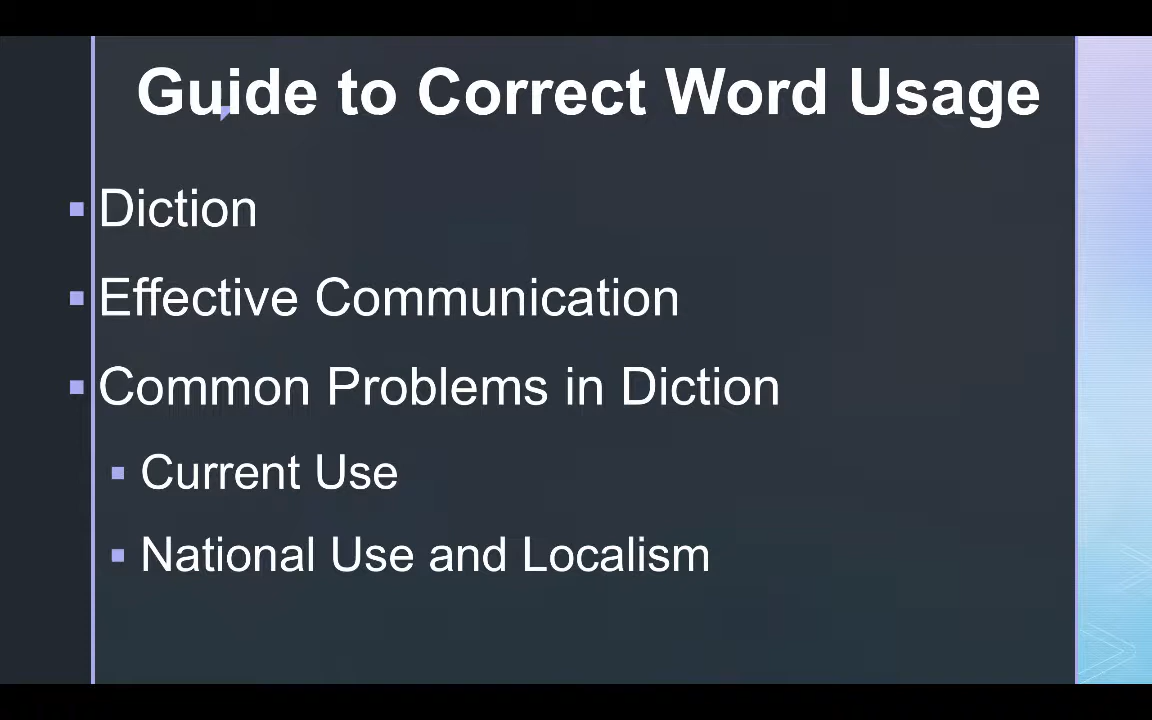 Guide to Correct Word Usage
Diction
Effective Communication
Common Problems in Diction
Current Use
National Use and Localism